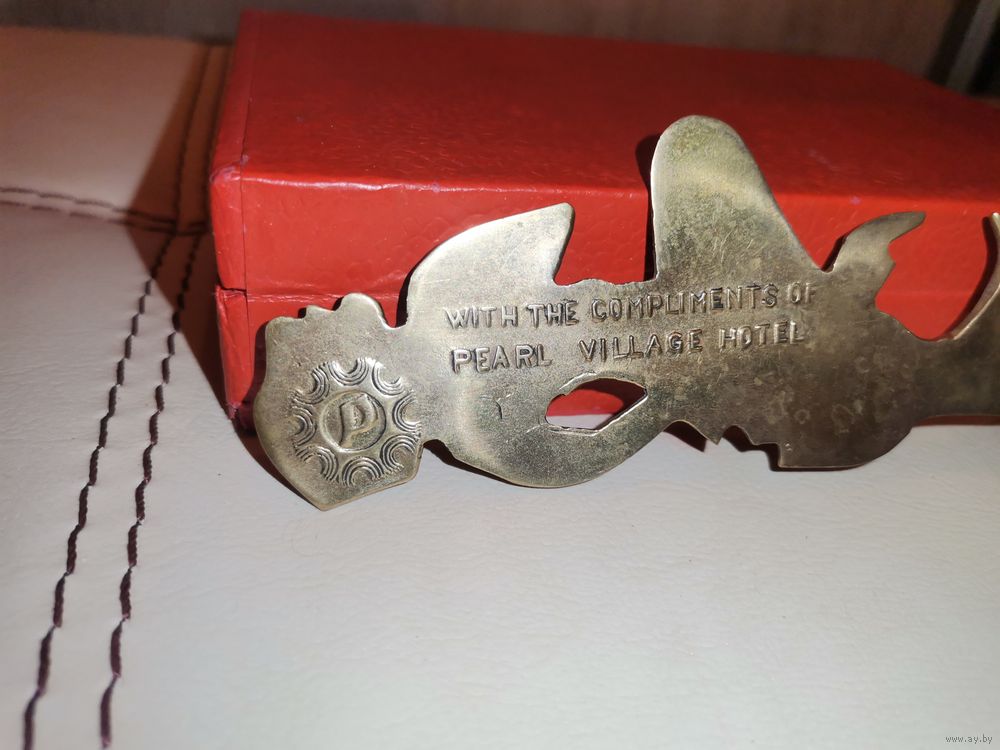 WITH THE COMPLIMENTS OF
PEARL VILLAGE HOTEL
Y
P
www.ay.by